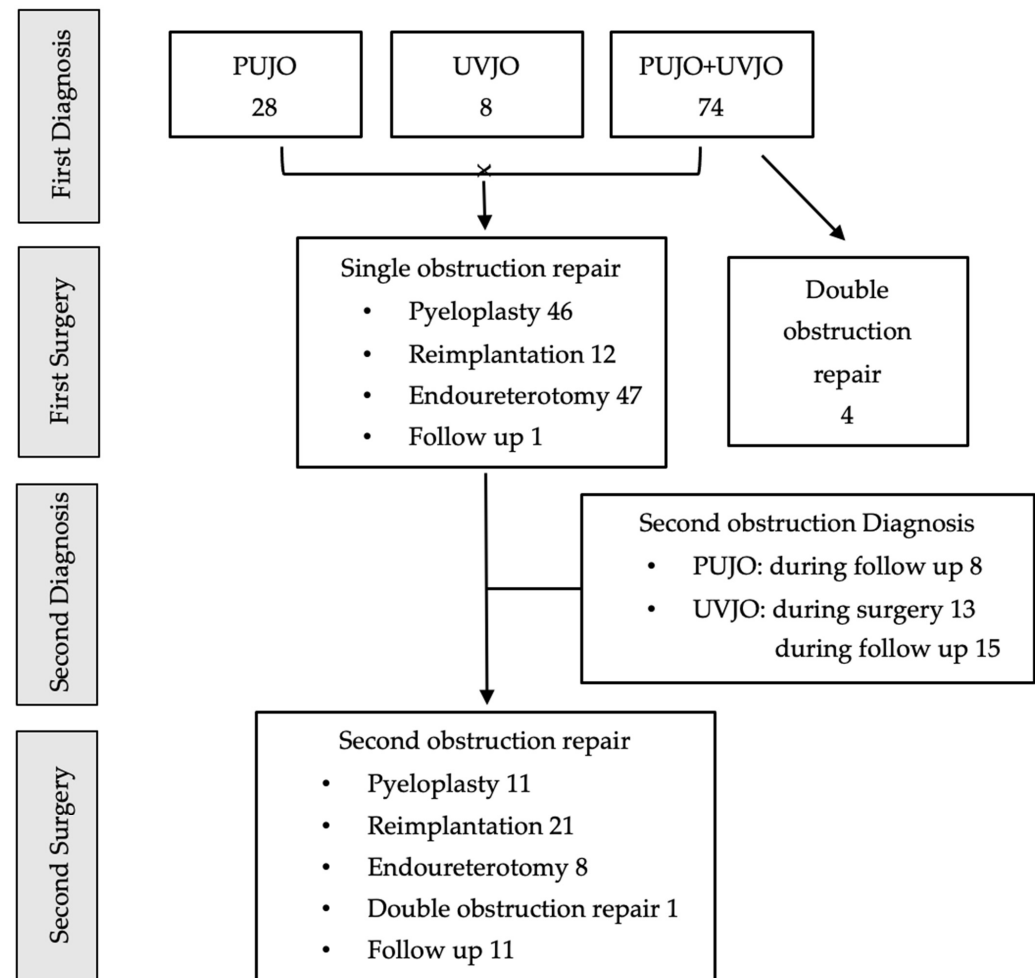 First Diagnosis
PUJO
28
UVJO
8
PUJO+UVJO
74
x
First Surgery
Single obstruction repair
• Pyeloplasty 46
• Reimplantation 12
• Endoureterotomy 47
• Follow up 1
Double
obstruction
repair
4
Second Diagnosis
Second obstruction Diagnosis
• PUJO: during follow up 8
• UVJO: during surgery 13
during follow up 15
Second Surgery
Second obstruction repair
• Pyeloplasty 11
• Reimplantation 21
• Endoureterotomy 8
• Double obstruction repair 1
• Follow up 11